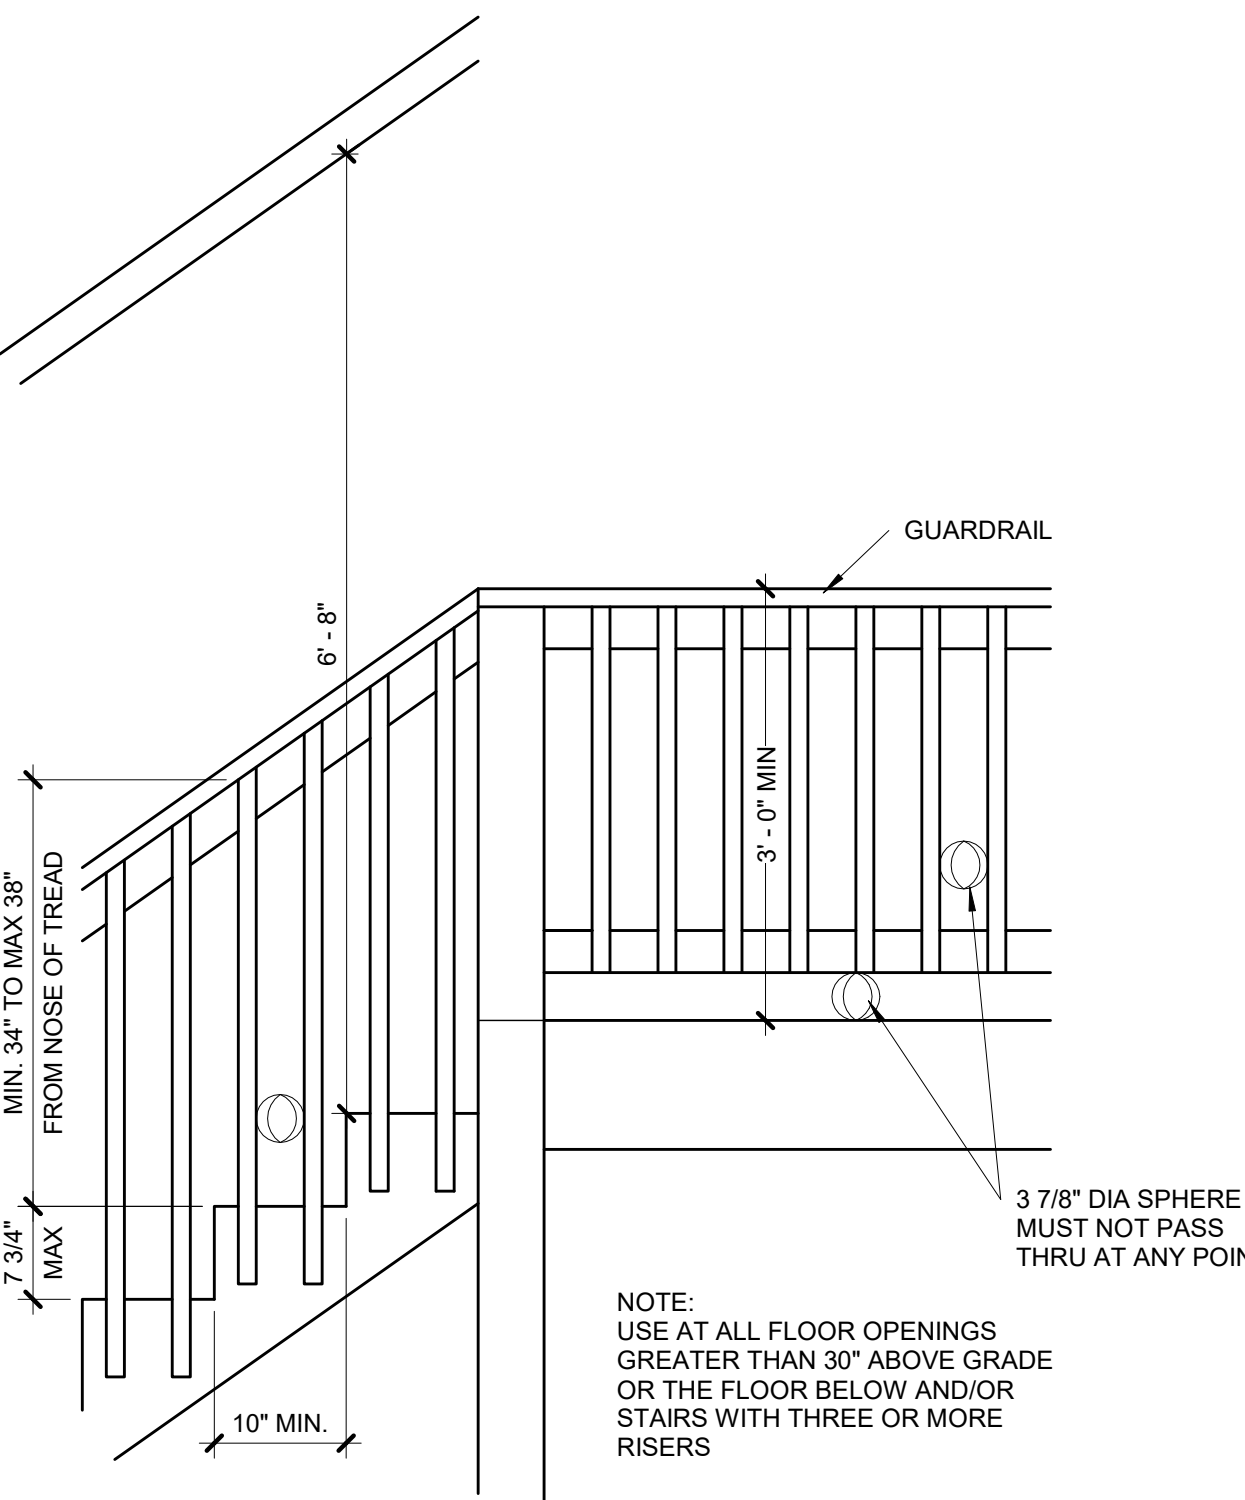 GUARDRAIL
6' - 8"
3' - 0" MIN
MIN. 34" TO MAX 38"
FROM NOSE OF TREAD
7 3/4"
MAX
10" MIN.
3 7/8" DIA SPHERE
MUST NOT PASS
THRU AT ANY POIN
NOTE:
USE AT ALL FLOOR OPENINGS
GREATER THAN 30" ABOVE GRADE
OR THE FLOOR BELOW AND/OR
STAIRS WITH THREE OR MORE
RISERS